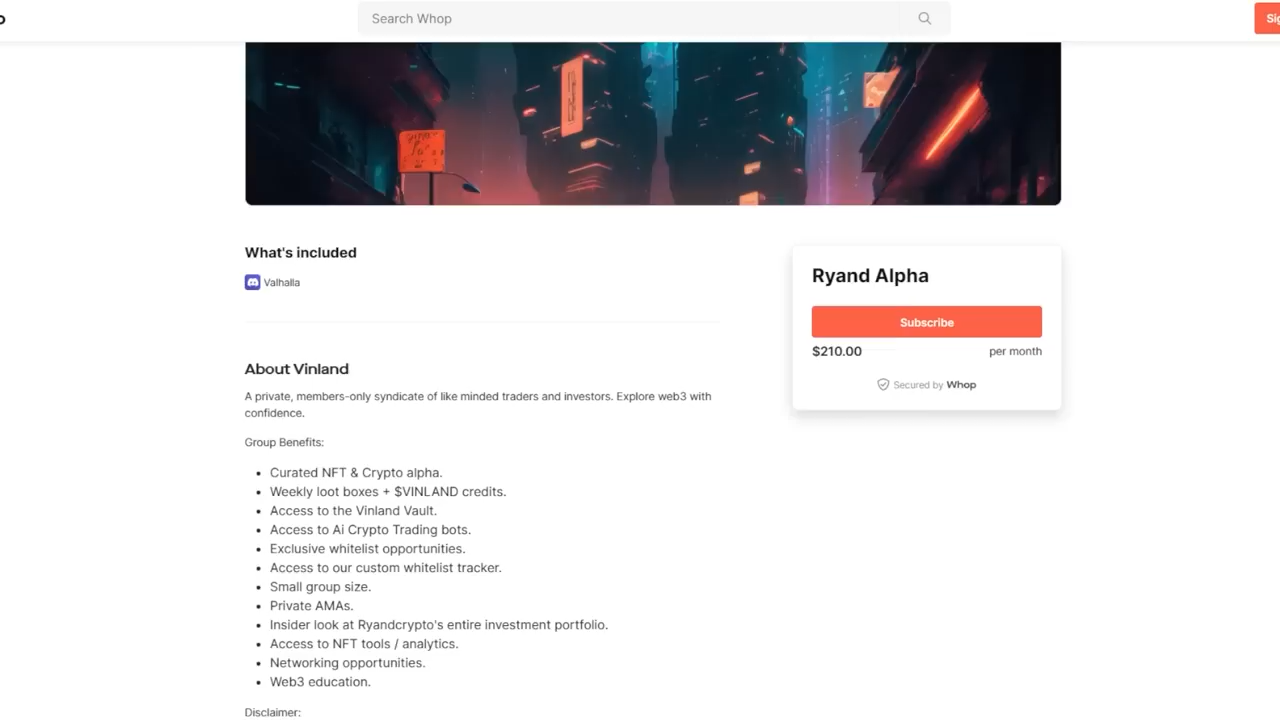 Search Whop
What's included
Valhalla
Ryand Alpha
Subscribe
$210.00 per month
Secured by Whop
About Vinland
A private, members-only syndicate of like minded traders and investors. Explore web3 with
confidence.
Group Benefits:
• Curated NFT & Crypto alpha.
• Weekly loot boxes + $VINLAND credits.
• Access to the Vinland Vault.
• Access to Ai Crypto Trading bots.
• Exclusive whitelist opportunities.
• Access to our custom whitelist tracker.
• Small group size.
• Private AMAs.
• Insider look at Ryandcrypto's entire investment portfolio.
• Access to NFT tools / analytics.
• Networking opportunities.
• Web3 education.
Disclaimer: